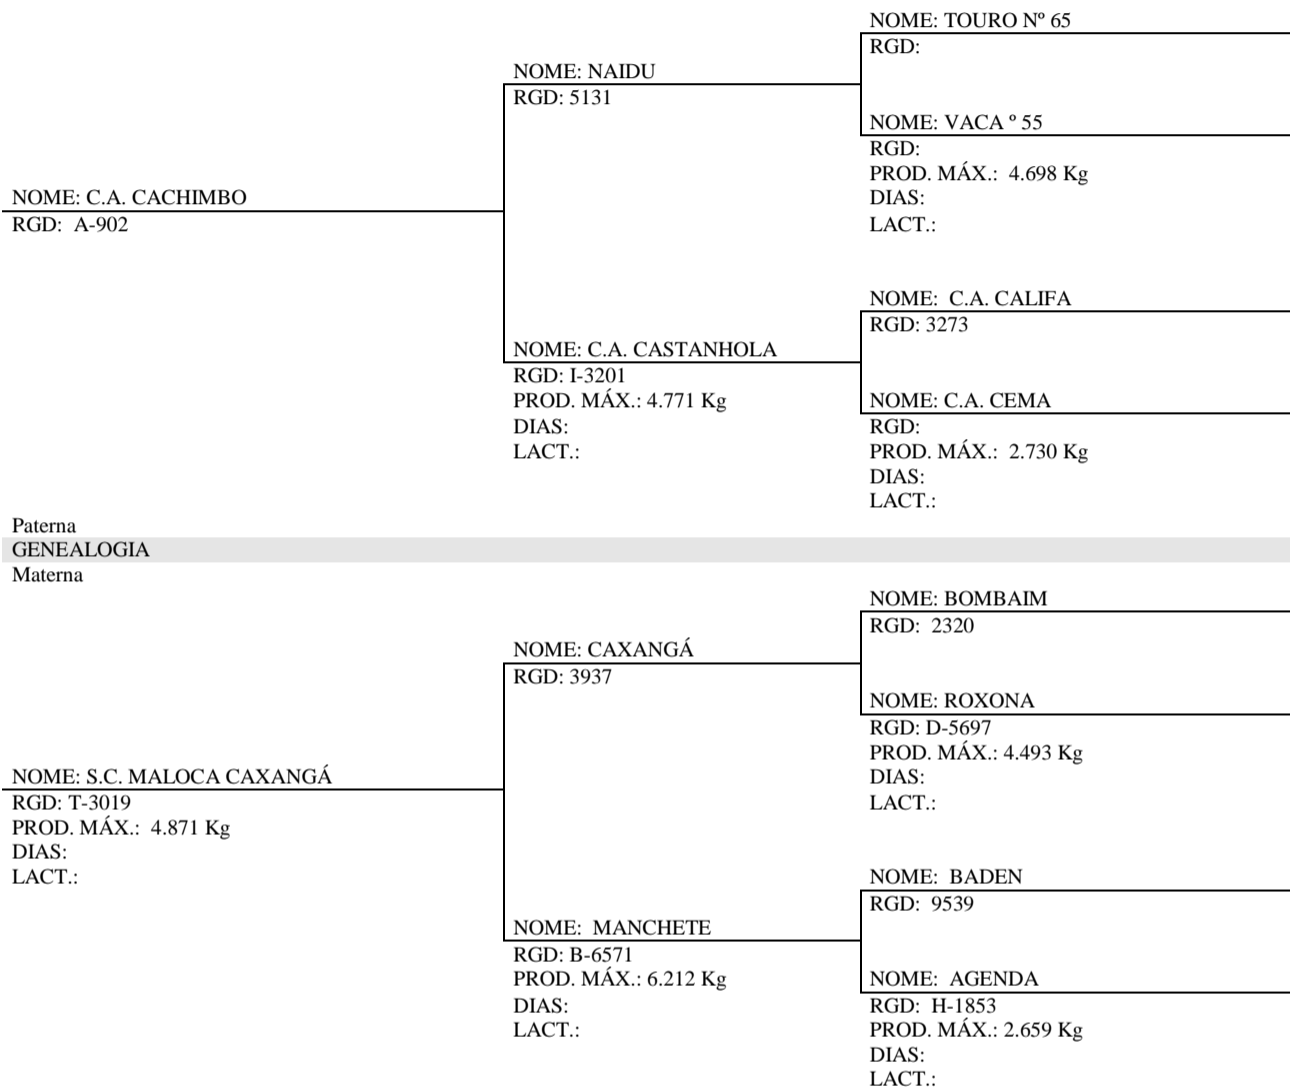 NOME: TOURO Nº 65
RGD:
NOME: NAIDU
RGD: 5131
NOME: VACA º 55
RGD:
PROD. MÁX.: 4.698 Kg
DIAS:
LACT.:
NOME: C.A. CACHIMBO
RGD: A-902
NOME: C.A. CALIFA
RGD: 3273
NOME: C.A. CASTANHOLA
RGD: I-3201
PROD. MÁX.: 4.771 Kg
DIAS:
LACT.:
NOME: C.A. CEMA
RGD:
PROD. MÁX.: 2.730 Kg
DIAS:
LACT.:
Paterna
GENEALOGIA
Materna
NOME: BOMBAIM
RGD: 2320
NOME: CAXANGÁ
RGD: 3937
NOME: ROXONA
RGD: D-5697
PROD. MÁX.: 4.493 Kg
DIAS:
LACT.:
NOME: S.C. MALOCA CAXANGÁ
RGD: T-3019
PROD. MÁX.: 4.871 Kg
DIAS:
LACT.:
NOME: BADEN
RGD: 9539
NOME: MANCHETE
RGD: B-6571
PROD. MÁX.: 6.212 Kg
DIAS:
LACT.:
NOME: AGENDA
RGD: H-1853
PROD. MÁX.: 2.659 Kg
DIAS:
LACT.: